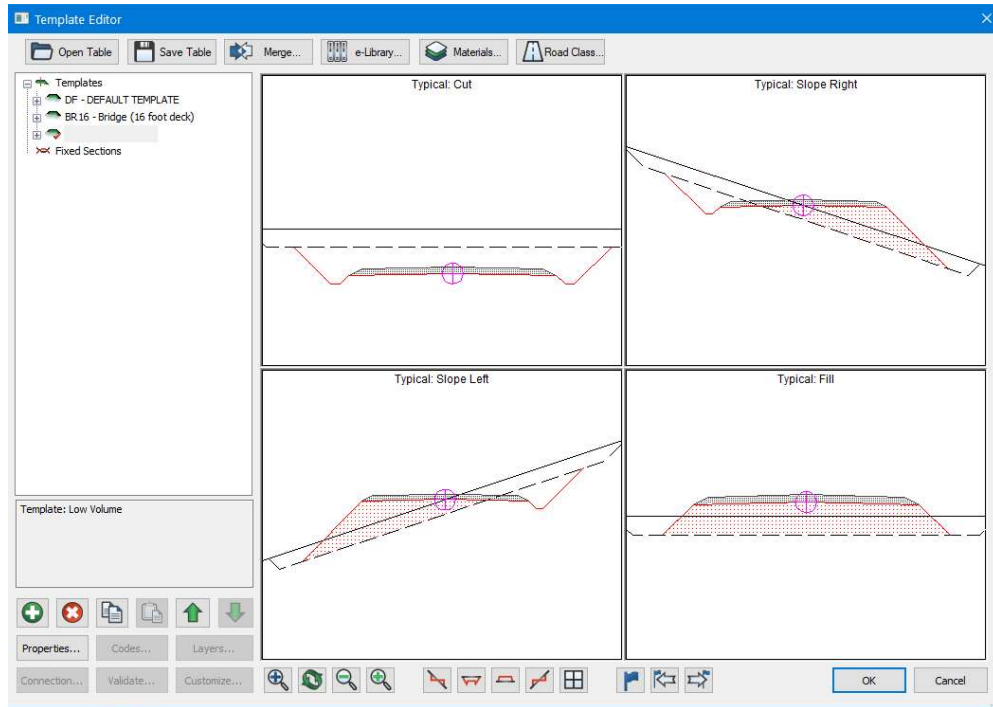 Template Editor
Open Table Save Table Merge... e-Library... Materials... Road Class...
Templates
DF - DEFAULT TEMPLATE
BR16 - Bridge (16 foot deck)
Fixed Sections
Typical: Cut
Typical: Slope Right
Typical: Slope Left
Typical: Fill
Template: Low Volume
Properties... Codes... Layers...
Connection... Validate... Customize...
OK Cancel